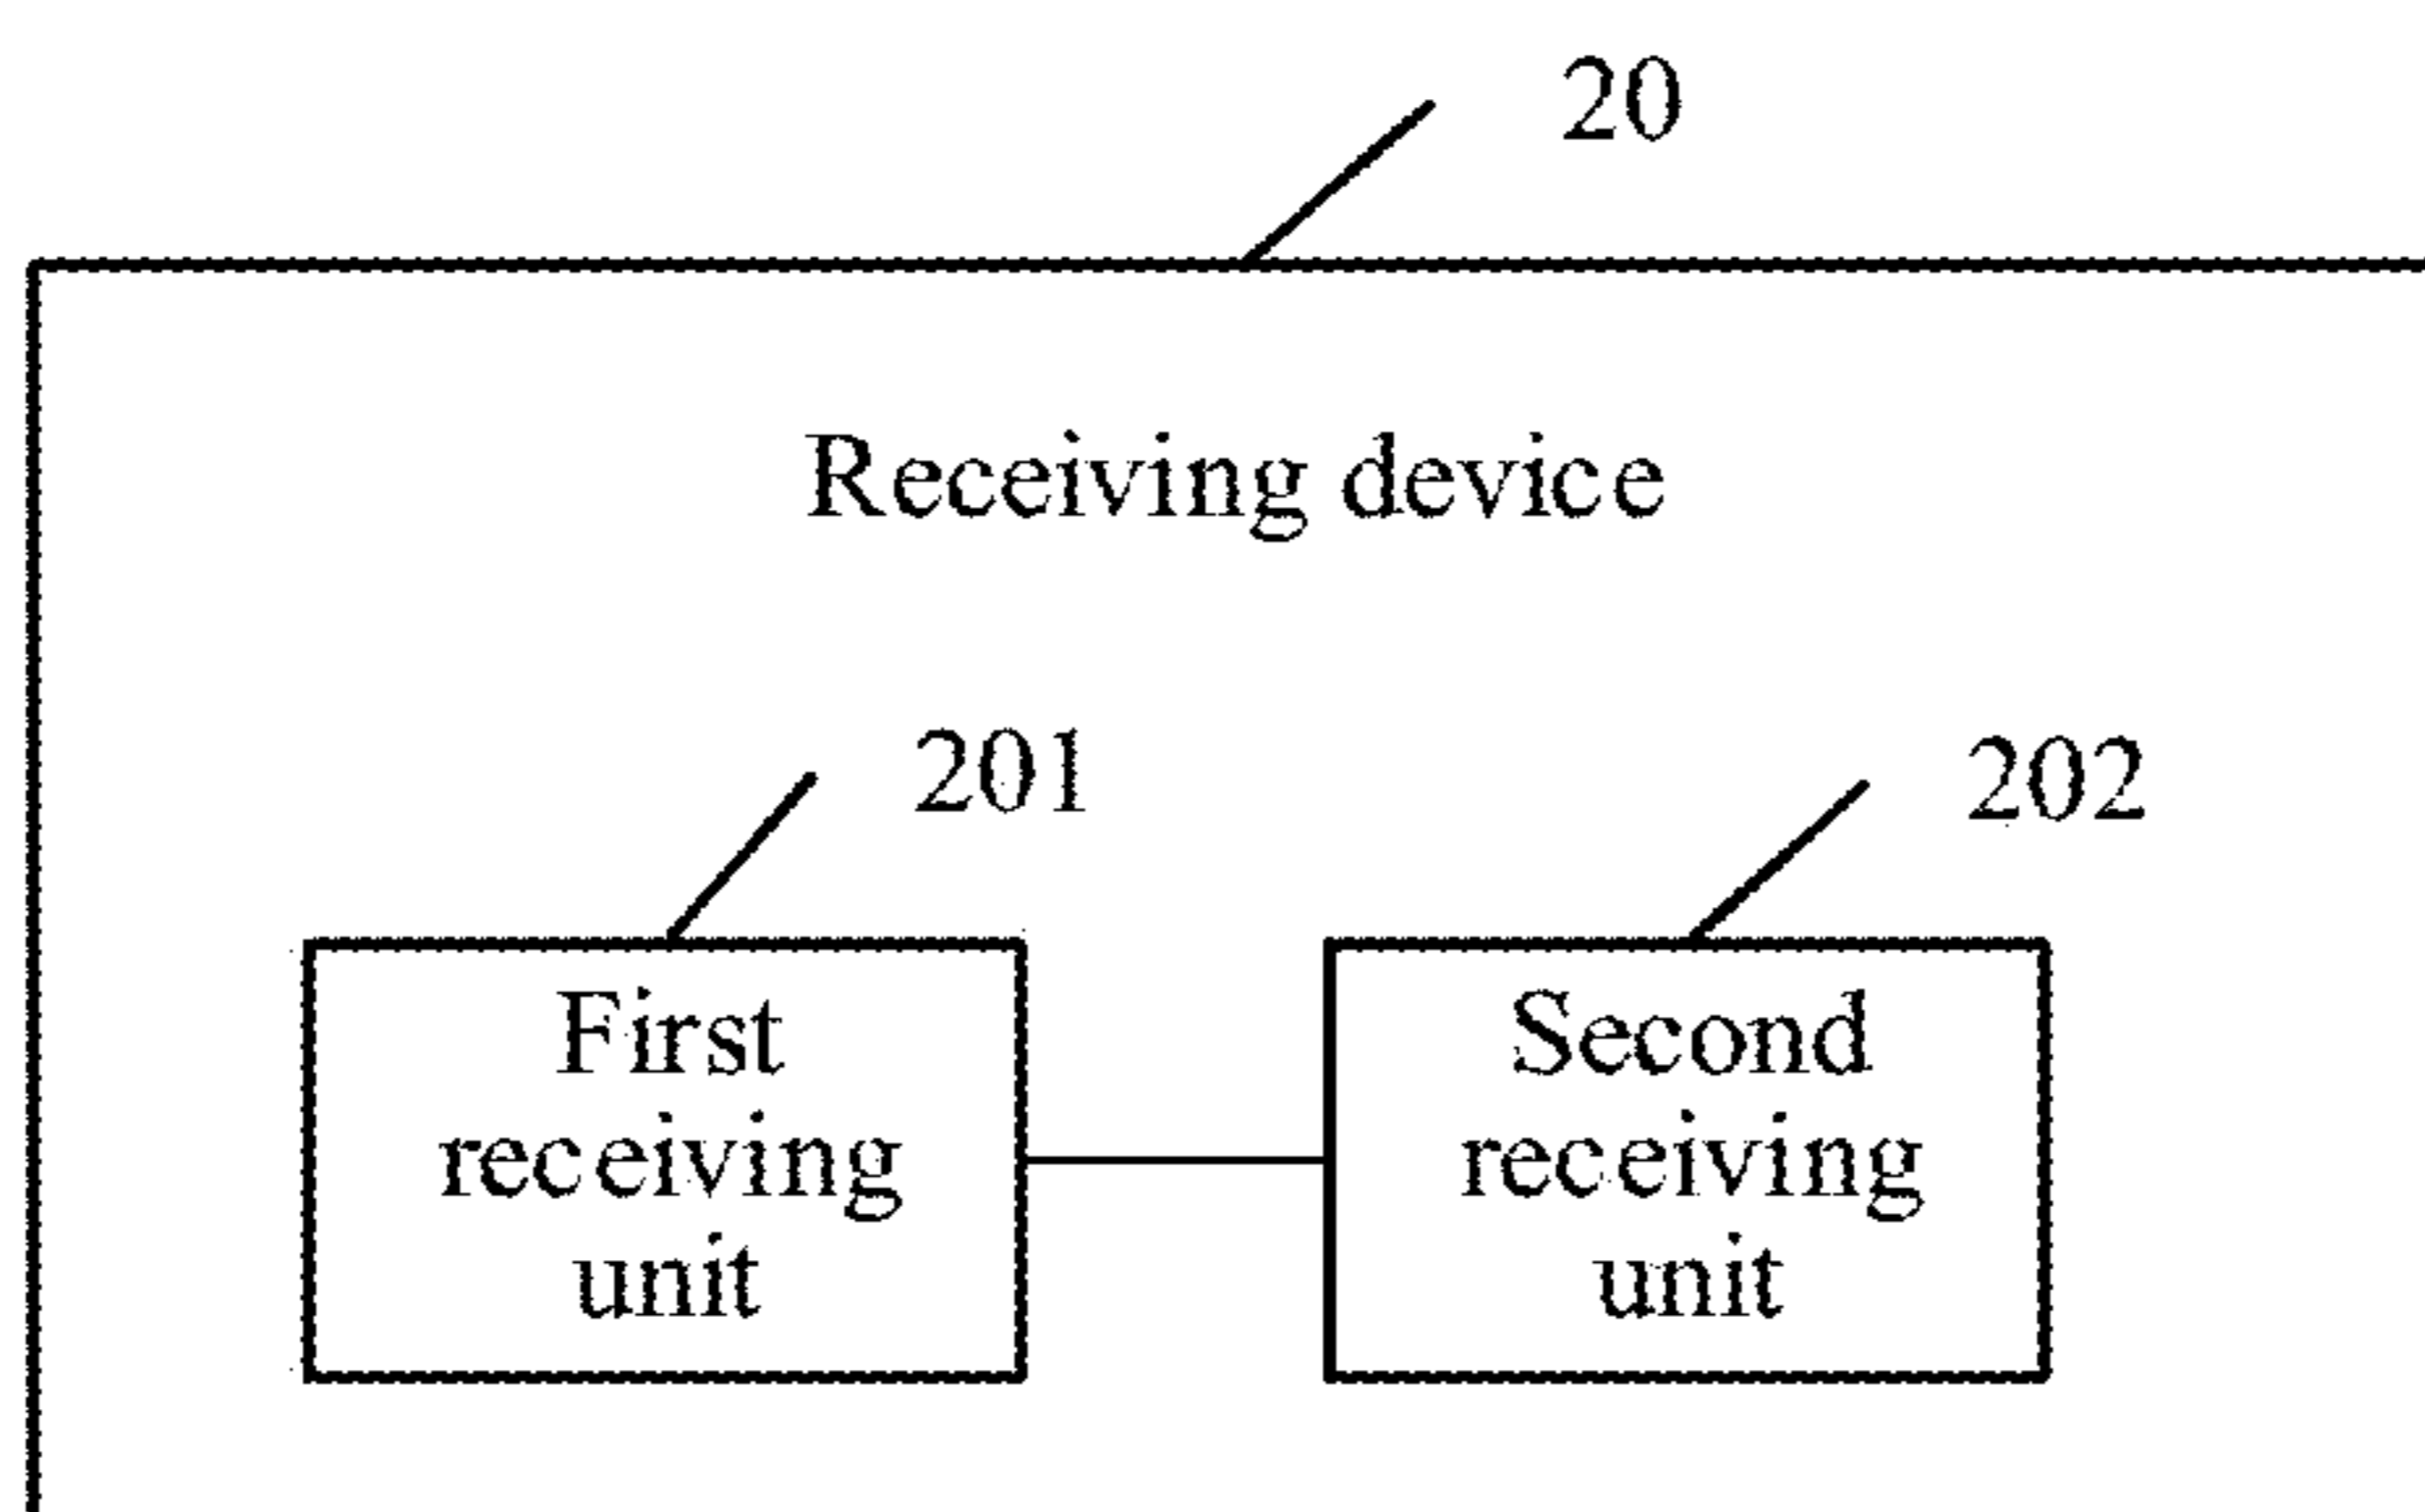 20
Receiving device
201
202
First
receiving
unit
Second
receiving
unit